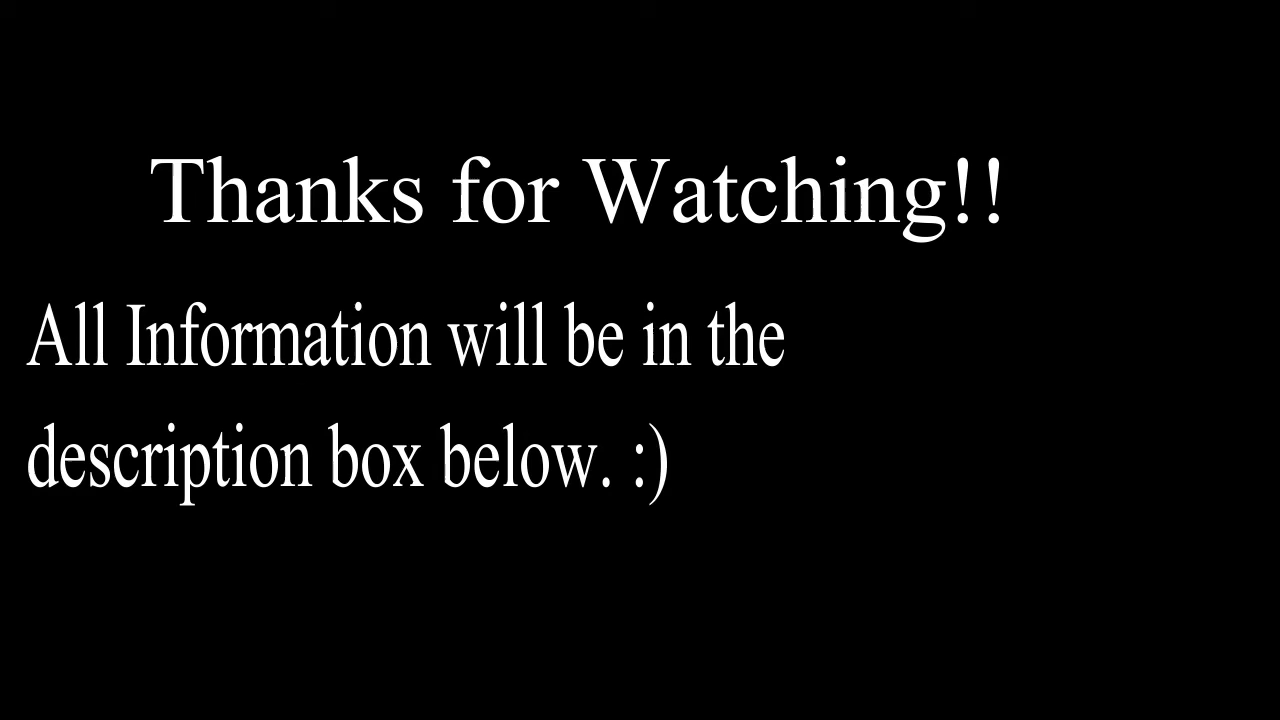 Thanks for Watching!!
All Information will be in the
description box below. :)